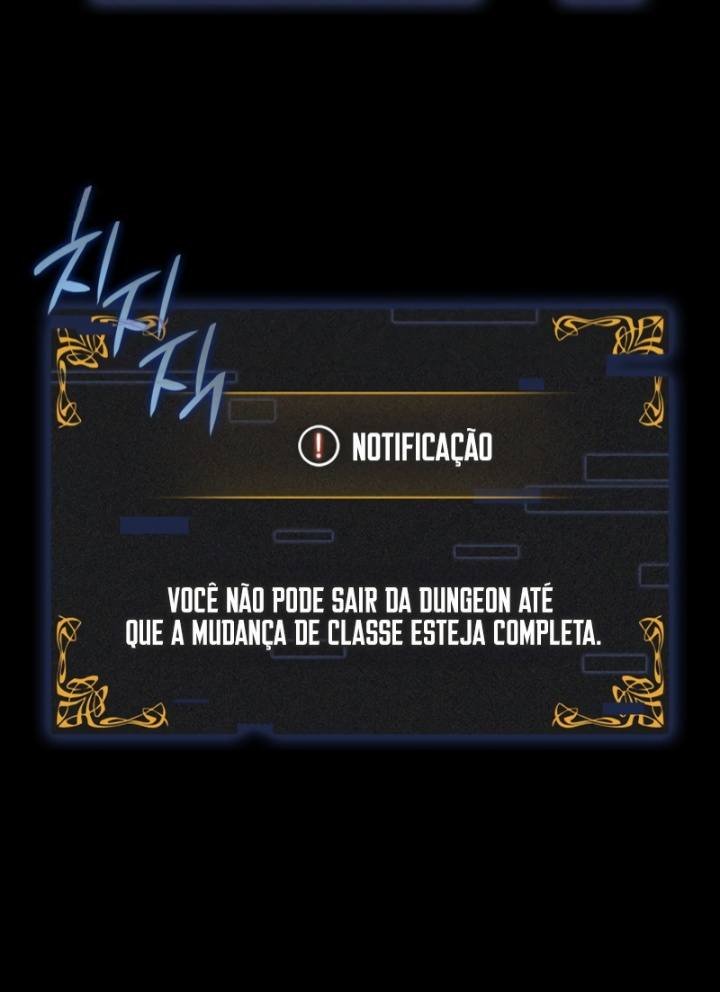 치지직
! NOTIFICAÇÃO
VOCÊ NÃO PODE SAIR DA DUNGEON ATÉ
QUE A MUDANÇA DE CLASSE ESTEJA COMPLETA.